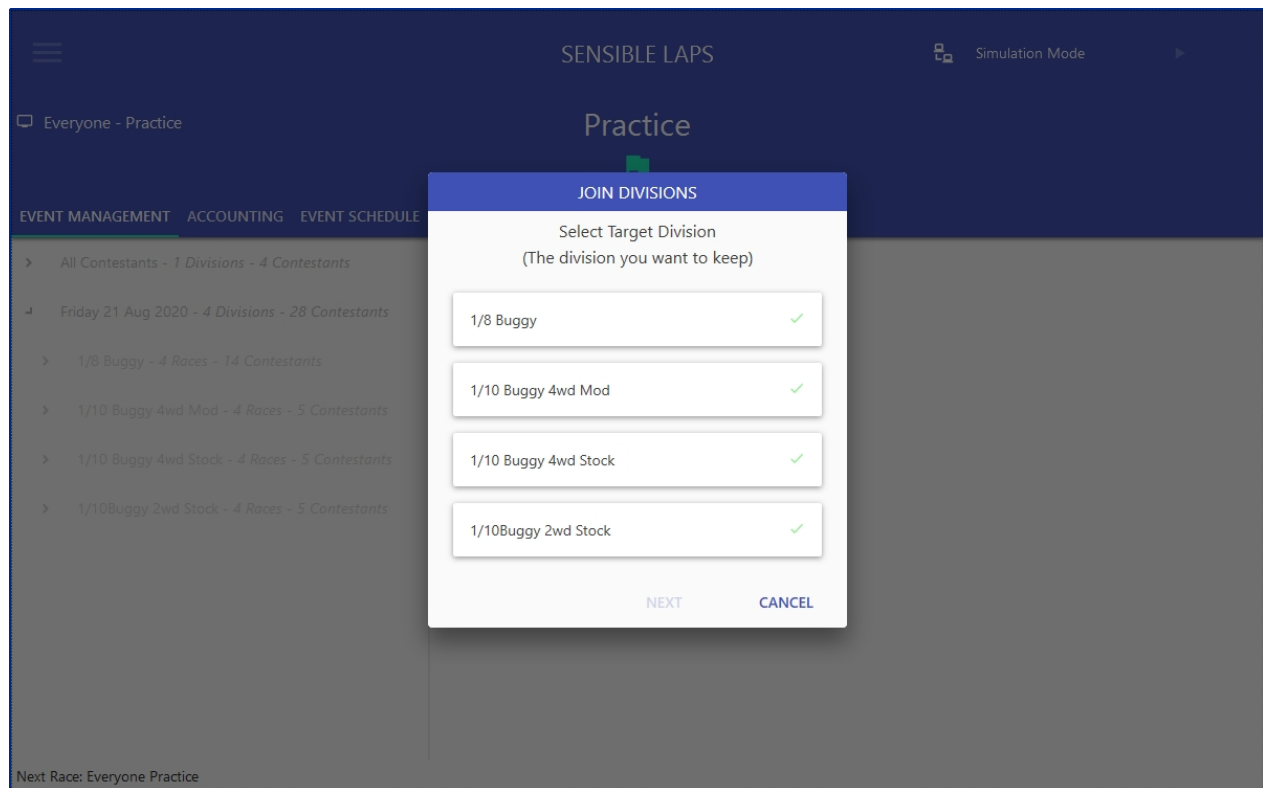 SENSIBLE LAPS
Simulation Mode
Everyone - Practice
Practice
EVENT MANAGEMENT ACCOUNTING EVENT SCHEDULE
All Contestants - 1 Divisions - 4 Contestants
Friday 21 Aug 2020 - 4 Divisions - 28 Contestants
1/8 Buggy - 4 Races - 14 Contestants
1/10 Buggy 4wd Mod - 4 Races - 5 Contestants
1/10 Buggy 4wd Stock - 4 Races - 5 Contestants
1/10Buggy 2wd Stock - 4 Races - 5 Contestants
JOIN DIVISIONS
Select Target Division
(The division you want to keep)
1/8 Buggy
1/10 Buggy 4wd Mod
1/10 Buggy 4wd Stock
1/10Buggy 2wd Stock
NEXT CANCEL
Next Race: Everyone Practice